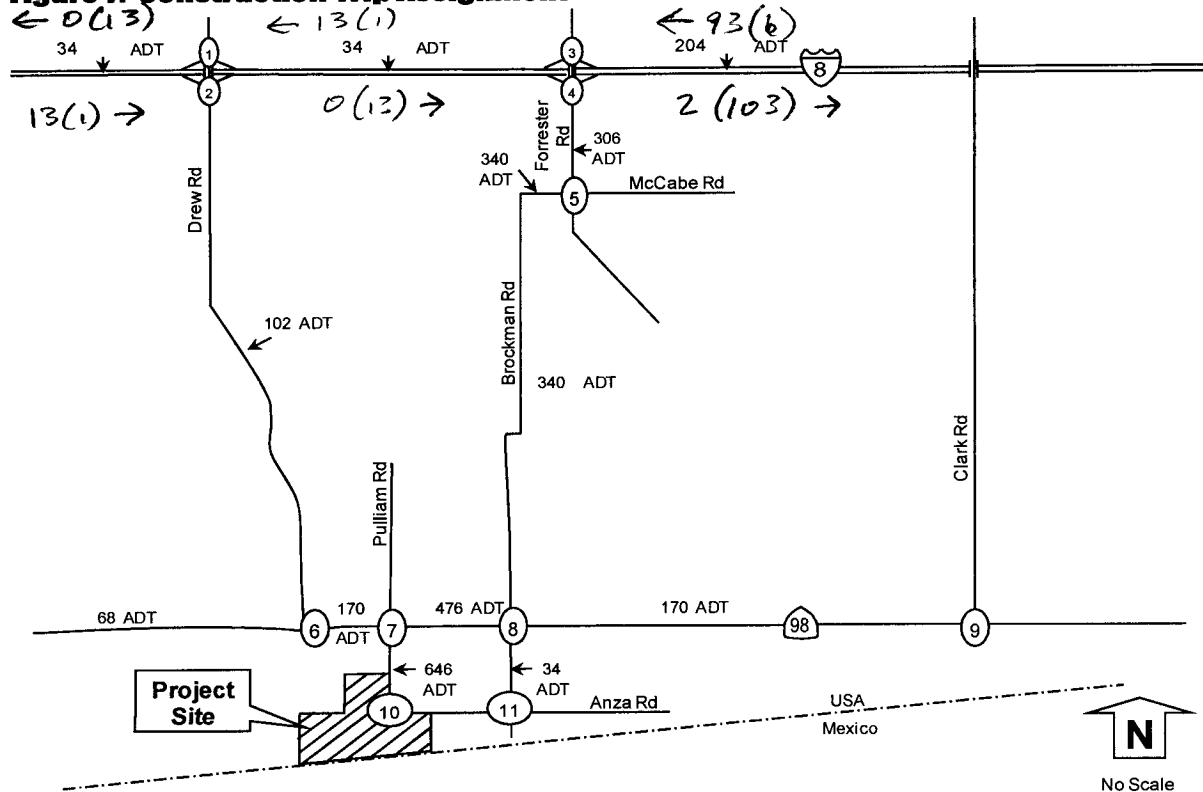 ← 0(13)
← 13(1)
← 93(6)
34 ADT
34 ADT
204 ADT
1
3
8
2
4
13(1) →
0(13) →
2(103) →
Forrester Rd
306 ADT
340 ADT
McCabe Rd
5
Drew Rd
102 ADT
Brockman Rd
340 ADT
Clark Rd
Pulliam Rd
68 ADT
170 ADT
476 ADT
170 ADT
6
7
8
98
9
646 ADT
34 ADT
Project Site
10
11
Anza Rd
USA
Mexico
N
No Scale